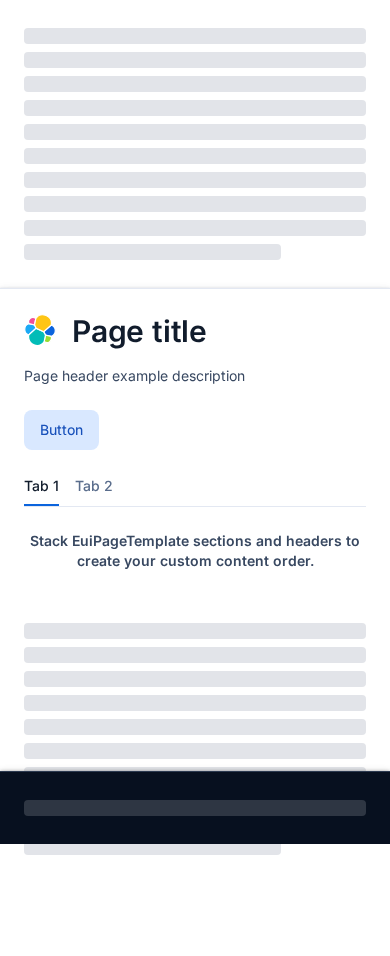 Page title
Page header example description
Button
Tab 1 Tab 2
Stack EuiPageTemplate sections and headers to
create your custom content order.